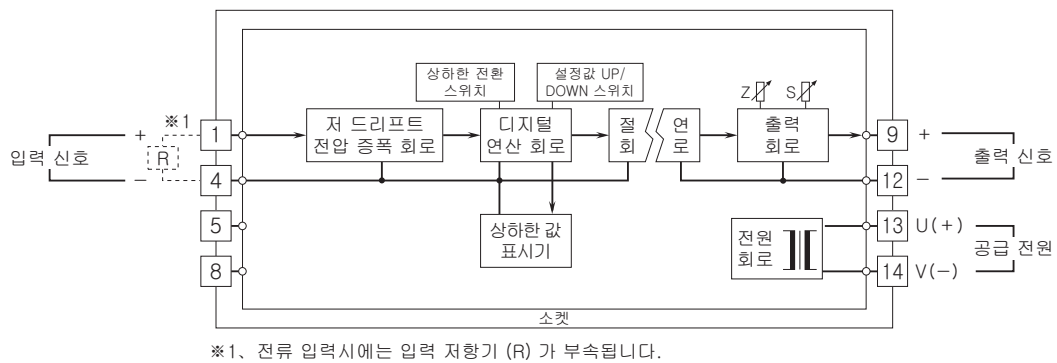 상하한 전환
스위치
설정값 UP/
DOWN 스위치
Z
S
※1
+
1
저 드리프트
전압 증폭 회로
디지털
연산 회로
절 연
회 로
출력
회로
9
+
입력 신호
R
출력 신호
−
4
12
−
5
상하한 값
표시기
전원
회로
13
U(+)
공급 전원
8
14
V(−)
소켓
※1、전류 입력시에는 입력 저항기 (R) 가 부속됩니다.